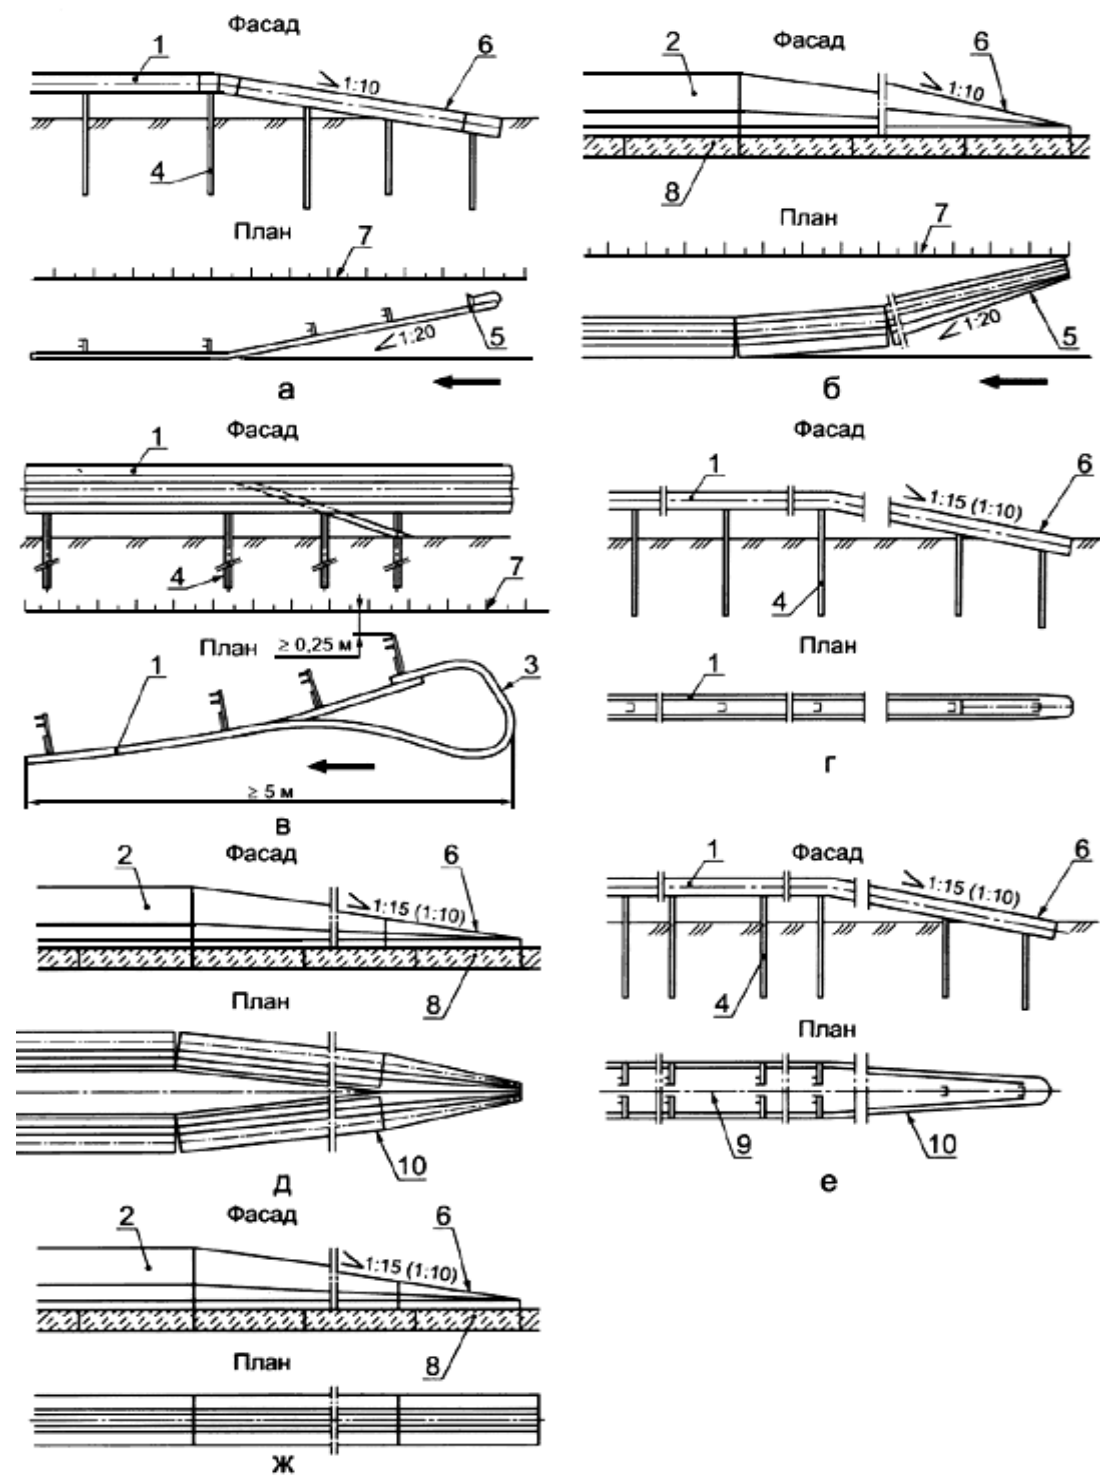 Фасад
1
6
1:10
4
План
7
1:20
5
а
Фасад
2
6
1:10
8
План
7
1:20
5
б
Фасад
1
4
7
План
≥ 0,25 м
1
3
≥ 5 м
в
Фасад
1
6
1:15 (1:10)
4
План
1
г
Фасад
2
6
1:15 (1:10)
План
8
10
д
Фасад
1
6
1:15 (1:10)
4
План
9
10
е
Фасад
2
6
1:15 (1:10)
План
8
ж